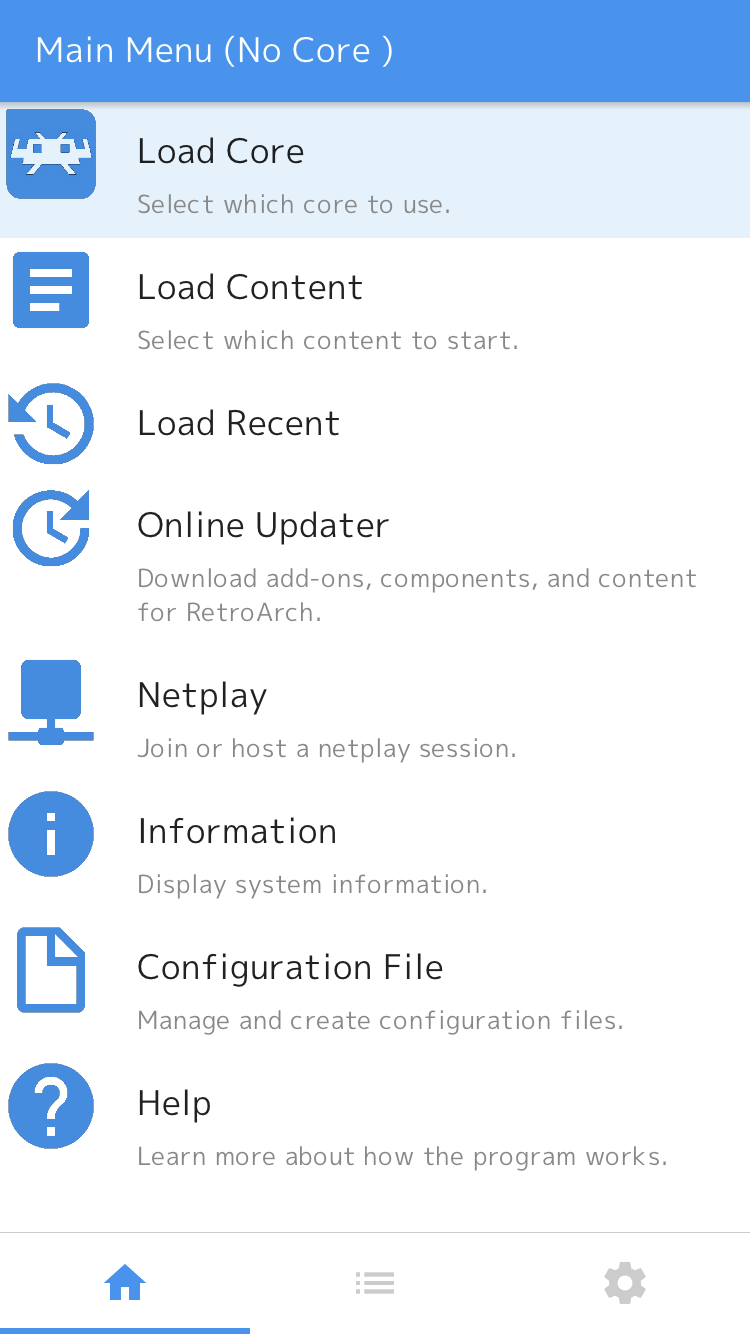 Main Menu (No Core )
Load Core
Select which core to use.
Load Content
Select which content to start.
Load Recent
Online Updater
Download add-ons, components, and content
for RetroArch.
Netplay
Join or host a netplay session.
Information
Display system information.
Configuration File
Manage and create configuration files.
Help
Learn more about how the program works.